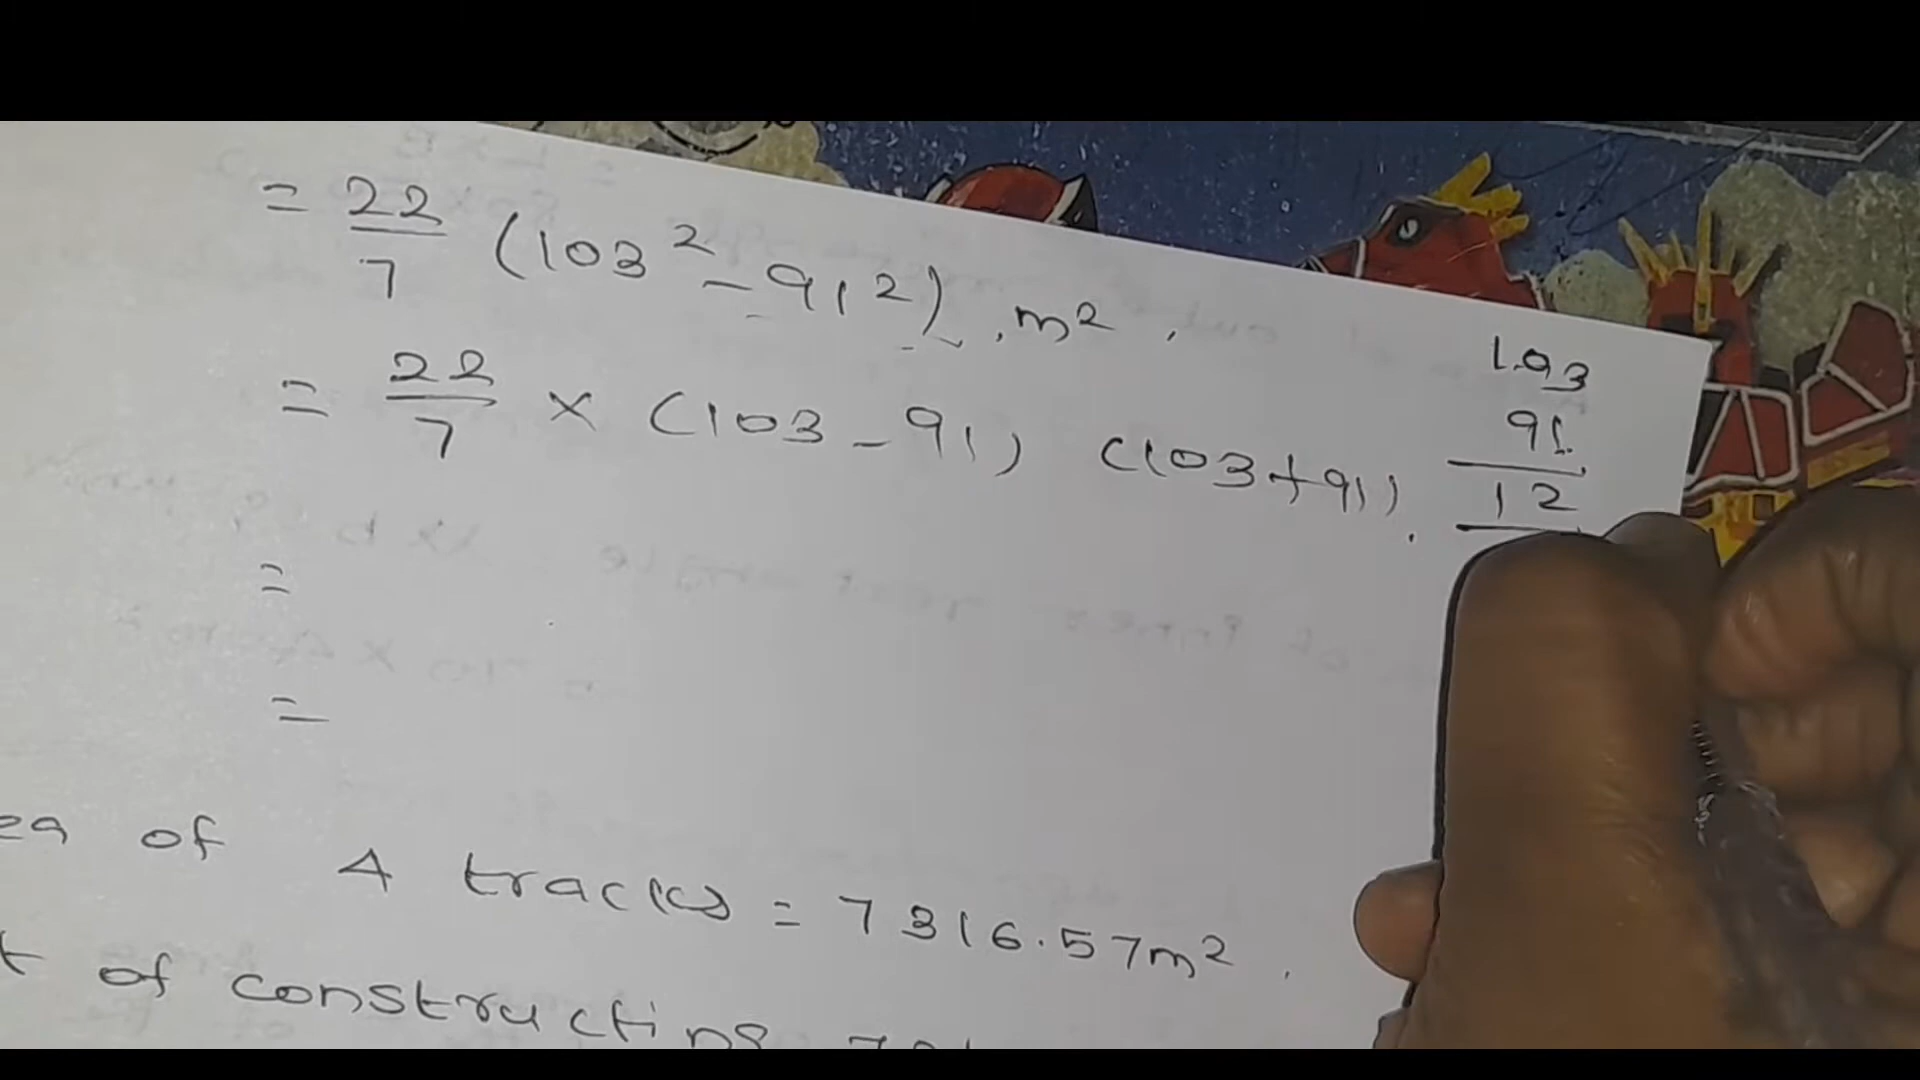 = 22/7 (103² - 91²) . m² .
= 22/7 × (103 - 91) (103 + 91) .
103
91
12
=
=
of 4 tracks = 7316.57m² .
of constructing